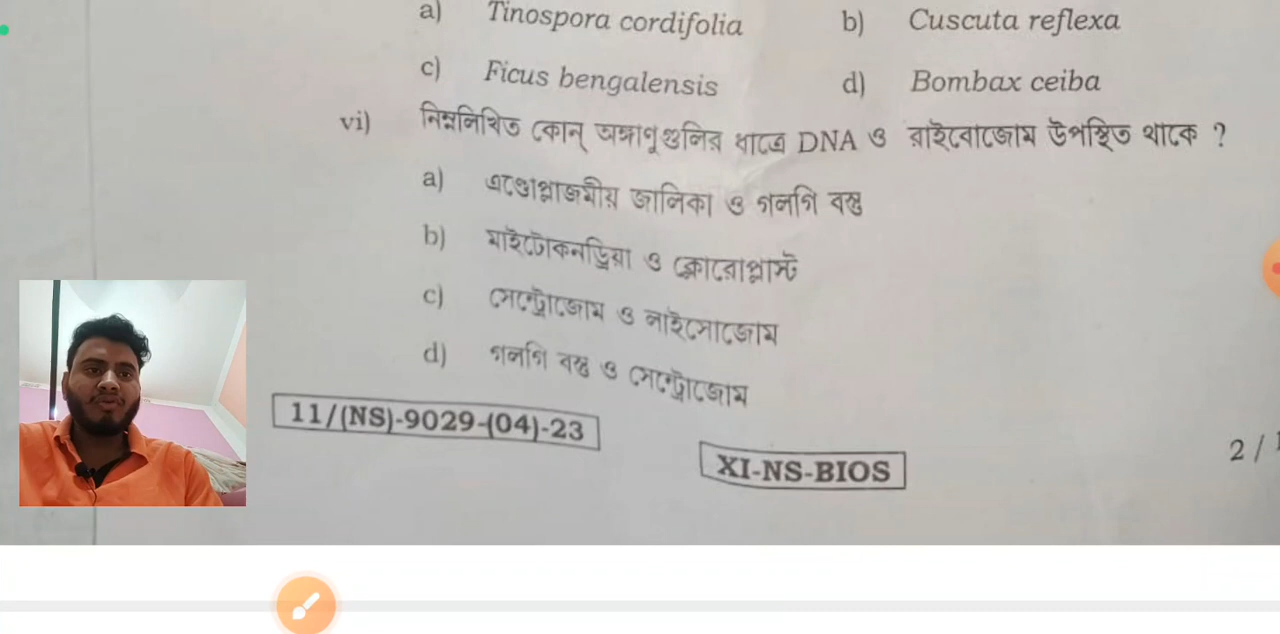 a) Tinospora cordifolia b) Cuscuta reflexa
c) Ficus bengalensis d) Bombax ceiba
vi) নিম্নলিখিত কোন্ অঙ্গাণুগুলির ধাত্রে DNA ও রাইবোজোম উপস্থিত থাকে ?
a) এণ্ডোপ্লাজমীয় জালিকা ও গলগি বস্তু
b) মাইটোকনড্রিয়া ও ক্লোরোপ্লাস্ট
c) সেন্ট্রোজোম ও লাইসোজোম
d) গলগি বস্তু ও সেন্ট্রোজোম
11/(NS)-9029-(04)-23
XI-NS-BIOS
2 /